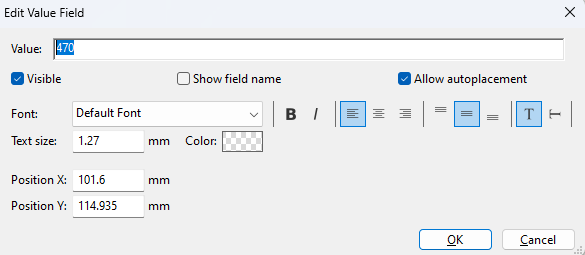 Edit Value Field
Value: 470
Visible Show field name Allow autoplacement
Font: Default Font B I T T
Text size: 1.27 mm Color:
Position X: 101.6 mm
Position Y: 114.935 mm
OK Cancel